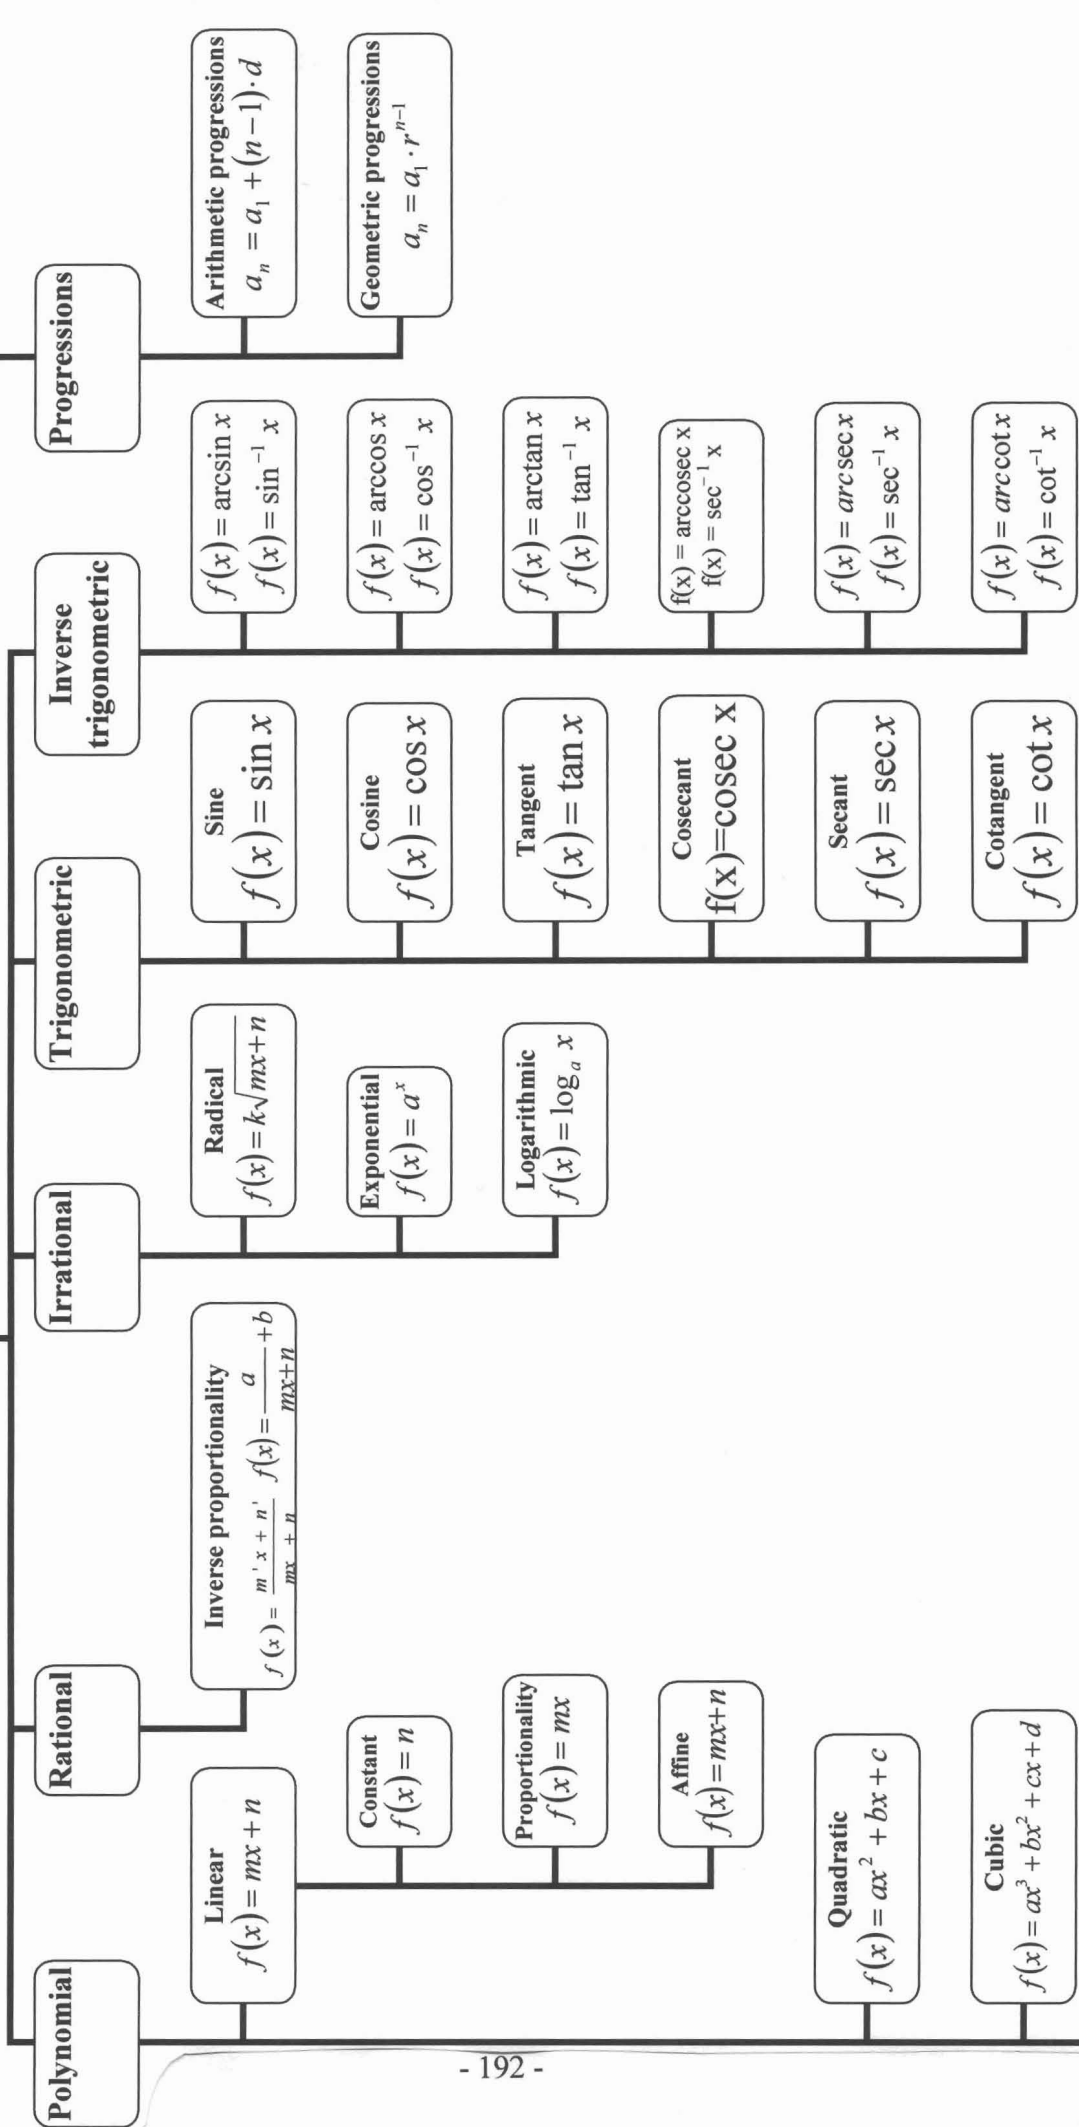 Polynomial
Linear
f(x) = mx + n
Constant
f(x) = n
Proportionality
f(x) = mx
Affine
f(x) = mx + n
Quadratic
f(x) = ax² + bx + c
Cubic
f(x) = ax³ + bx² + cx + d
Rational
Inverse proportionality
f(x) = (m'x + n')/(mx + n) f(x) = a/(mx+n) + b
Irrational
Radical
f(x) = k√(mx+n)
Exponential
f(x) = aˣ
Logarithmic
f(x) = logₐ x
Trigonometric
Sine
f(x) = sin x
Cosine
f(x) = cos x
Tangent
f(x) = tan x
Cosecant
f(x)=cosec x
Secant
f(x) = sec x
Cotangent
f(x) = cot x
Inverse
trigonometric
f(x) = arcsin x
f(x) = sin⁻¹ x
f(x) = arccos x
f(x) = cos⁻¹ x
f(x) = arctan x
f(x) = tan⁻¹ x
f(x) = arccosec x
f(x) = sec⁻¹ x
f(x) = arcsec x
f(x) = sec⁻¹ x
f(x) = arccot x
f(x) = cot⁻¹ x
Progressions
Arithmetic progressions
aₙ = a₁ + (n − 1)·d
Geometric progressions
aₙ = a₁ · rⁿ⁻¹
- 192 -